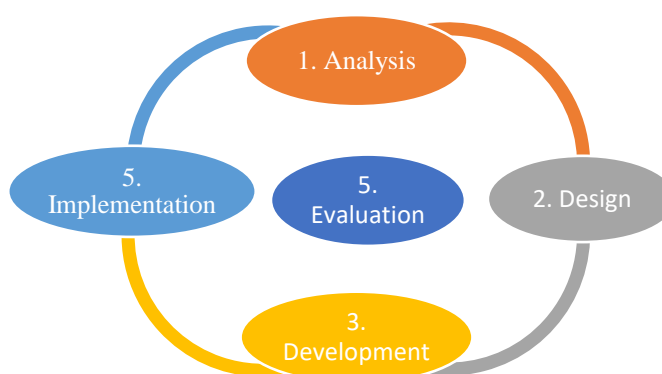 1. Analysis
5.
Implementation
5.
Evaluation
2. Design
3.
Development